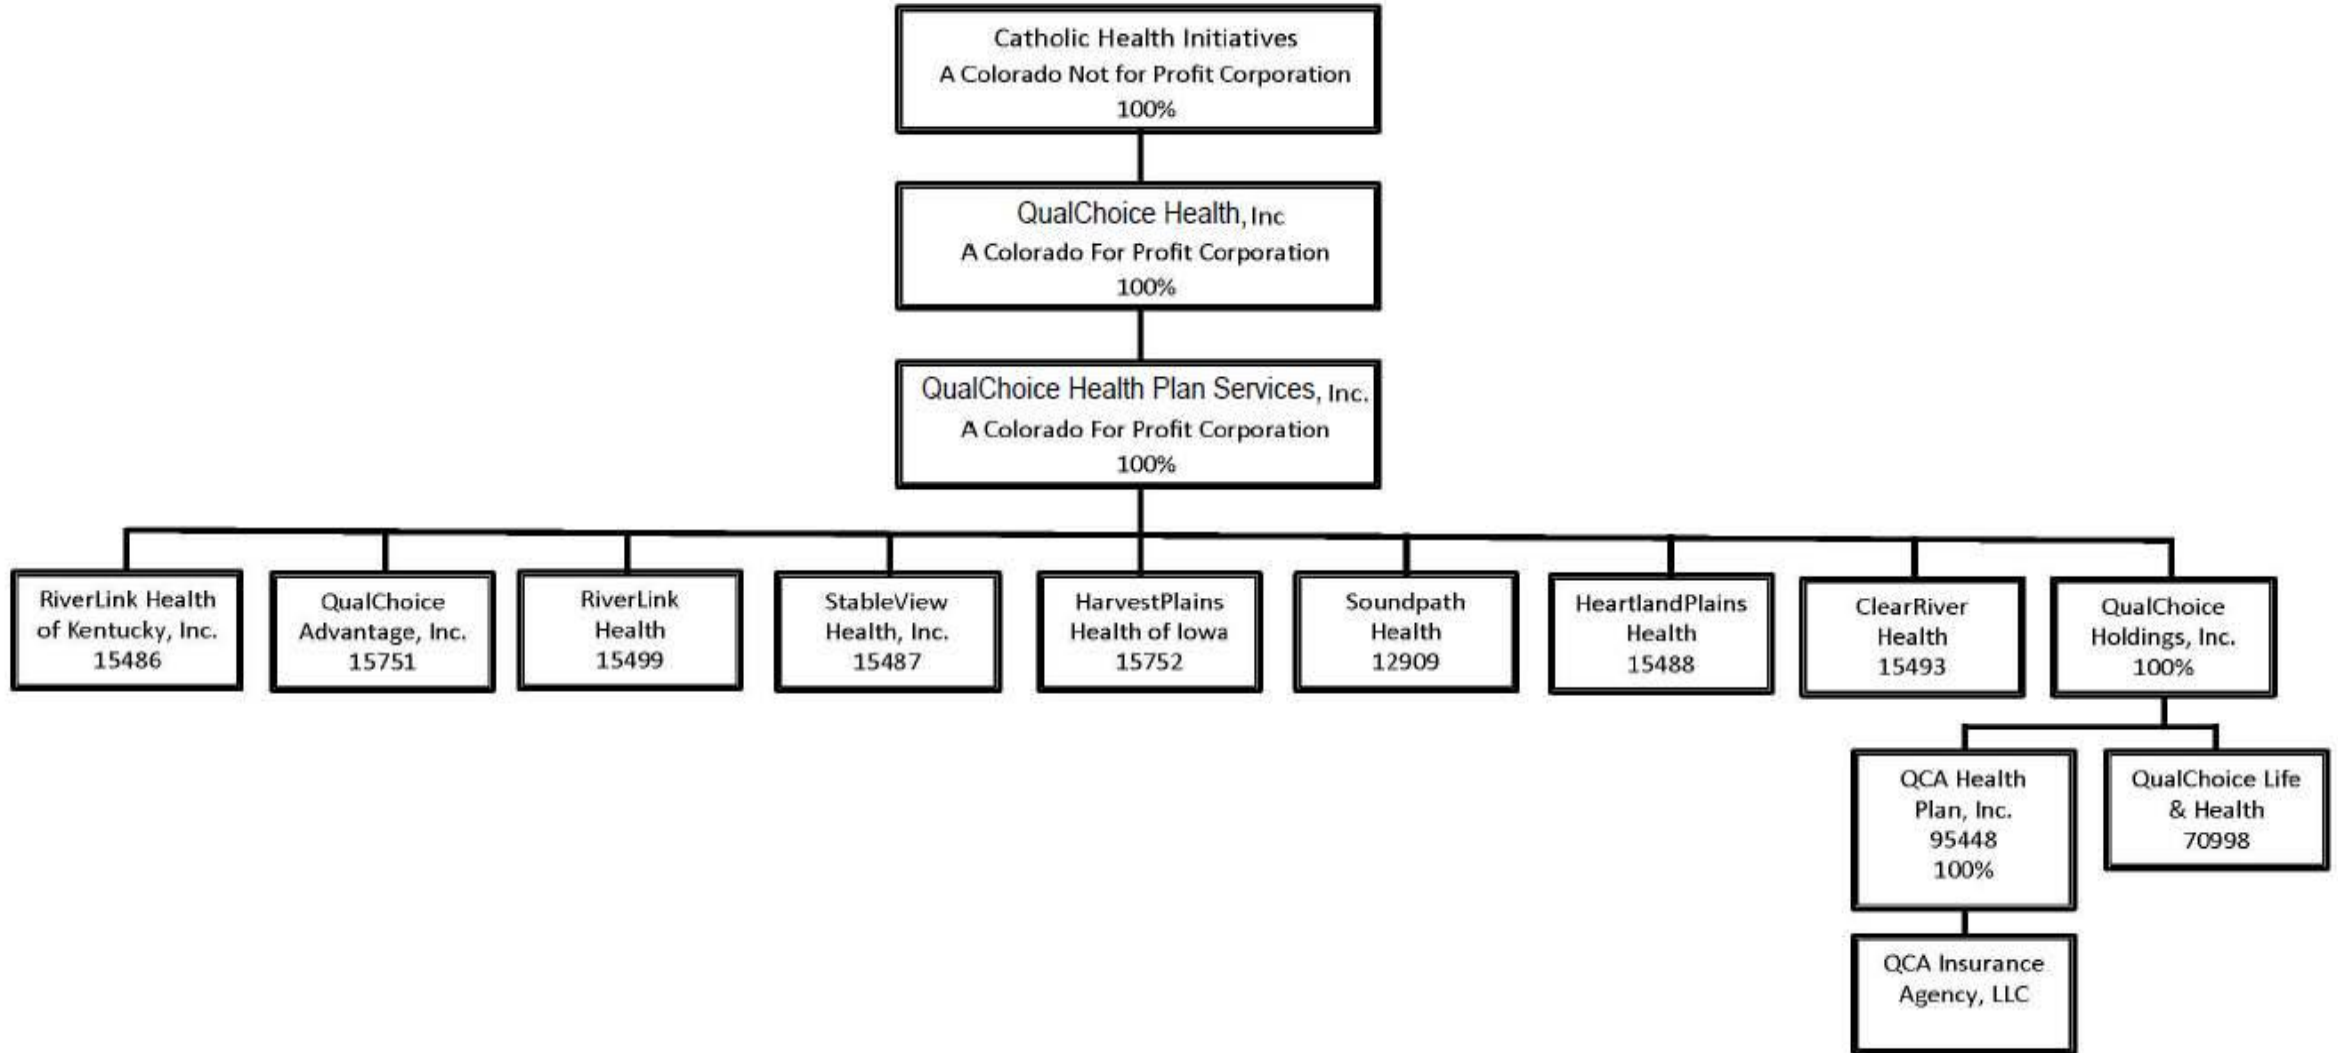 Catholic Health Initiatives
A Colorado Not for Profit Corporation
100%
QualChoice Health, Inc
A Colorado For Profit Corporation
100%
QualChoice Health Plan Services, Inc.
A Colorado For Profit Corporation
100%
RiverLink Health
of Kentucky, Inc.
15486
QualChoice
Advantage, Inc.
15751
RiverLink
Health
15499
StableView
Health, Inc.
15487
HarvestPlains
Health of Iowa
15752
Soundpath
Health
12909
HeartlandPlains
Health
15488
ClearRiver
Health
15493
QualChoice
Holdings, Inc.
100%
QCA Health
Plan, Inc.
95448
100%
QualChoice Life
& Health
70998
QCA Insurance
Agency, LLC